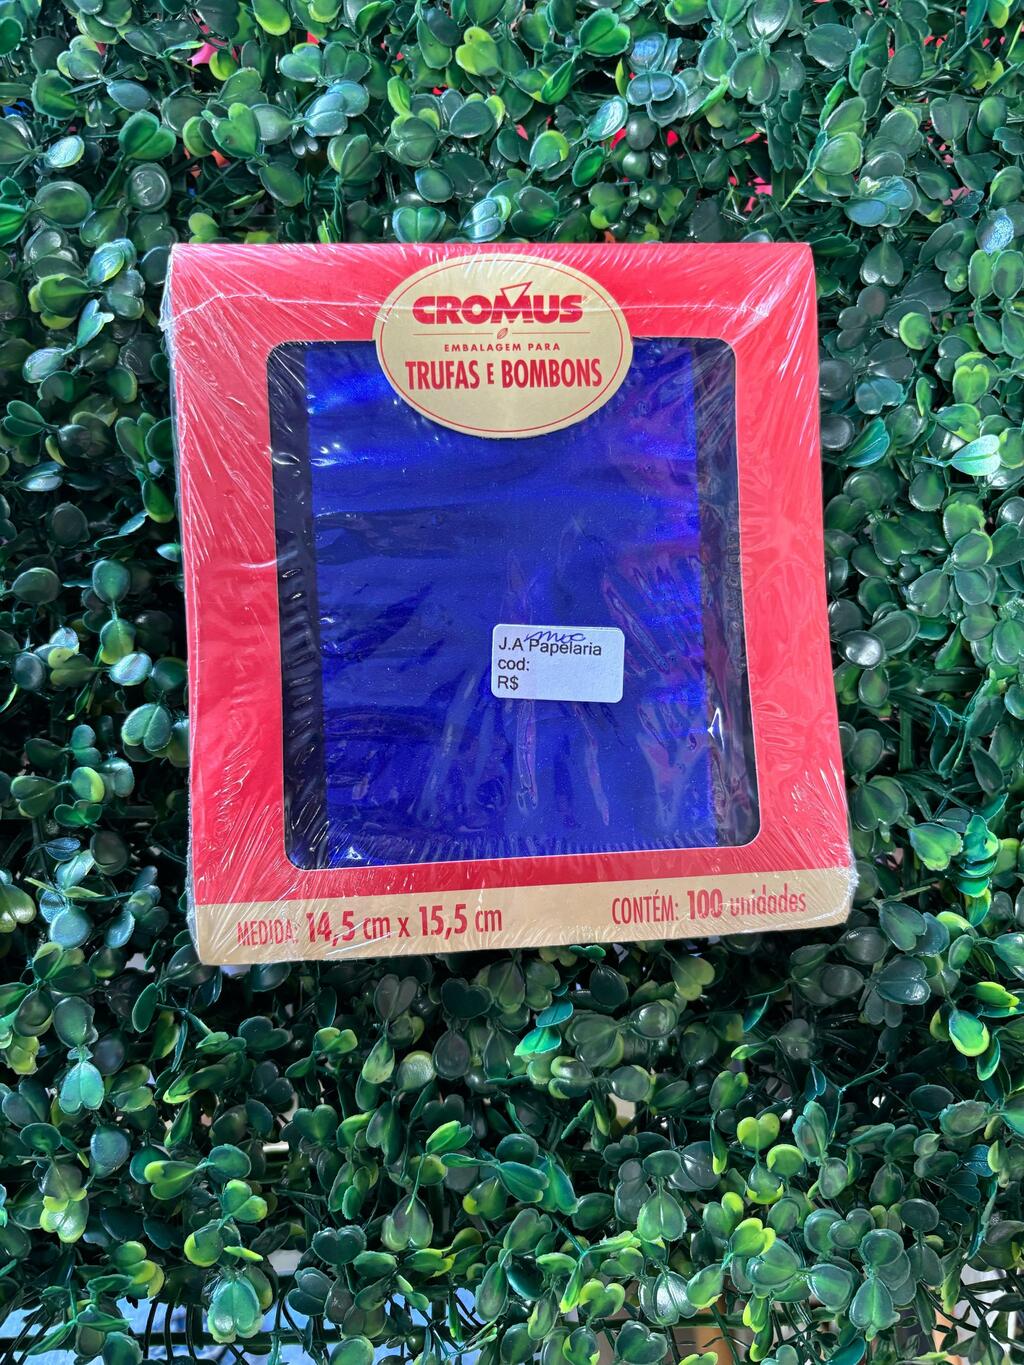 CROMUS
EMBALAGEM PARA
TRUFAS E BOMBONS
J.A Papelaria
cod:
R$
MEDIDA: 14,5 cm x 15,5 cm
CONTÉM: 100 unidades